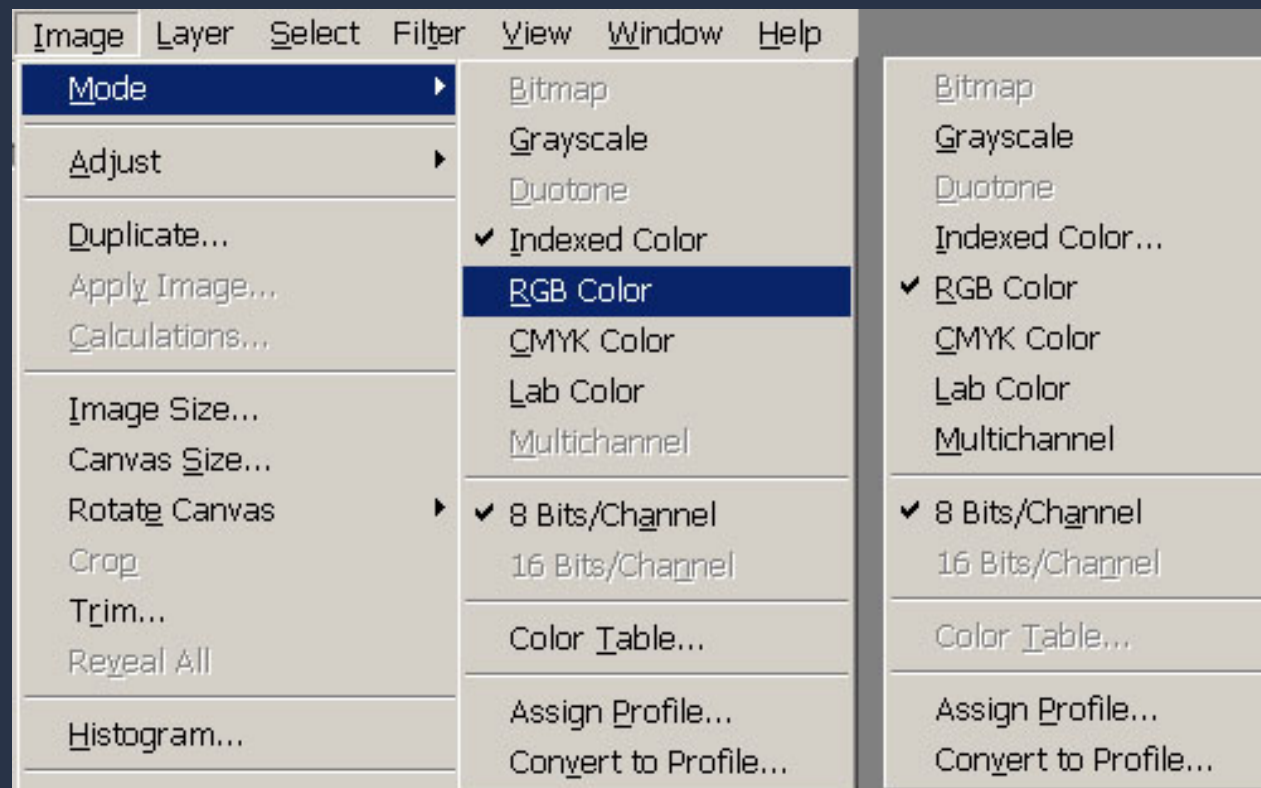 Image Layer Select Filter View Window Help
Mode
Adjust
Duplicate...
Apply Image...
Calculations...
Image Size...
Canvas Size...
Rotate Canvas
Crop
Trim...
Reveal All
Histogram...
Bitmap
Grayscale
Duotone
Indexed Color
RGB Color
CMYK Color
Lab Color
Multichannel
8 Bits/Channel
16 Bits/Channel
Color Table...
Assign Profile...
Convert to Profile...
Bitmap
Grayscale
Duotone
Indexed Color...
RGB Color
CMYK Color
Lab Color
Multichannel
8 Bits/Channel
16 Bits/Channel
Color Table...
Assign Profile...
Convert to Profile...